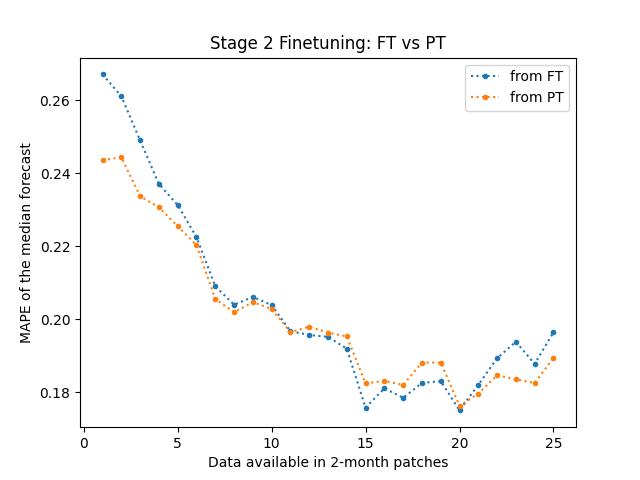 Stage 2 Finetuning: FT vs PT
from FT
from PT
MAPE of the median forecast
0.26
0.24
0.22
0.20
0.18
0 5 10 15 20 25
Data available in 2-month patches